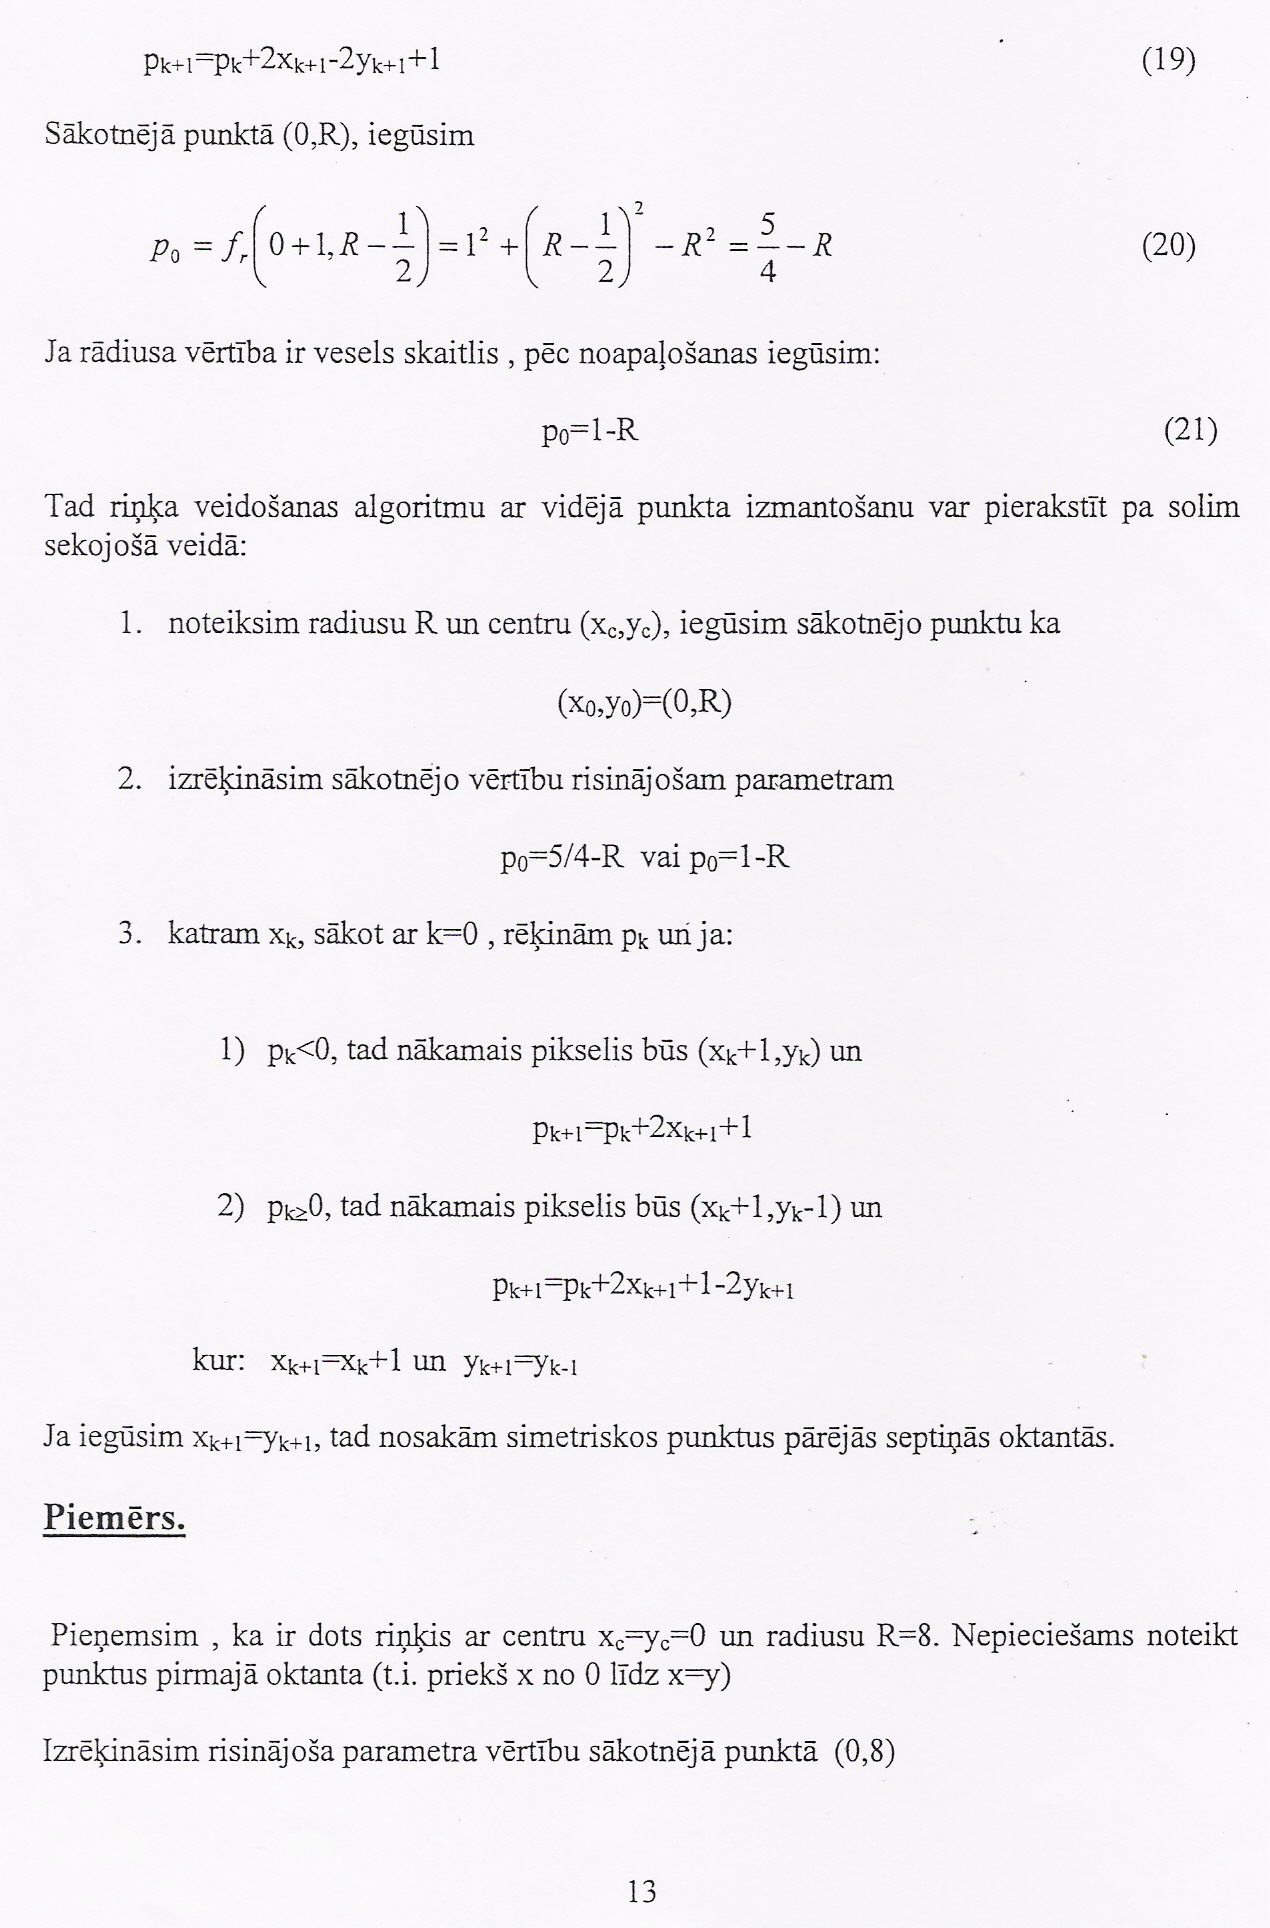 p_{k+1}=p_k+2x_{k+1}-2y_{k+1}+1 (19)
Sākotnējā punktā (0,R), iegūsim
p_0 = f_r(0+1, R-1/2) = 1^2 + (R-1/2)^2 - R^2 = 5/4 - R (20)
Ja rādiusa vērtība ir vesels skaitlis , pēc noapaļošanas iegūsim:
p_0=1-R (21)
Tad riņķa veidošanas algoritmu ar vidējā punkta izmantošanu var pierakstīt pa solim
sekojošā veidā:
1. noteiksim radiusu R un centru (x_c,y_c), iegūsim sākotnējo punktu ka
(x_0,y_0)=(0,R)
2. izrēķināsim sākotnējo vērtību risinājošam parametram
p_0=5/4-R vai p_0=1-R
3. katram x_k, sākot ar k=0 , rēķinām p_k un ja:
1) p_k<0, tad nākamais pikselis būs (x_k+1,y_k) un
p_{k+1}=p_k+2x_{k+1}+1
2) p_k≥0, tad nākamais pikselis būs (x_k+1,y_k-1) un
p_{k+1}=p_k+2x_{k+1}+1-2y_{k+1}
kur: x_{k+1}=x_k+1 un y_{k+1}=y_{k-1}
Ja iegūsim x_{k+1}=y_{k+1}, tad nosakām simetriskos punktus pārējās septiņās oktantās.
Piemērs.
Pieņemsim , ka ir dots riņķis ar centru x_c=y_c=0 un radiusu R=8. Nepieciešams noteikt
punktus pirmajā oktanta (t.i. priekš x no 0 līdz x=y)
Izrēķināsim risinājoša parametra vērtību sākotnējā punktā (0,8)
13